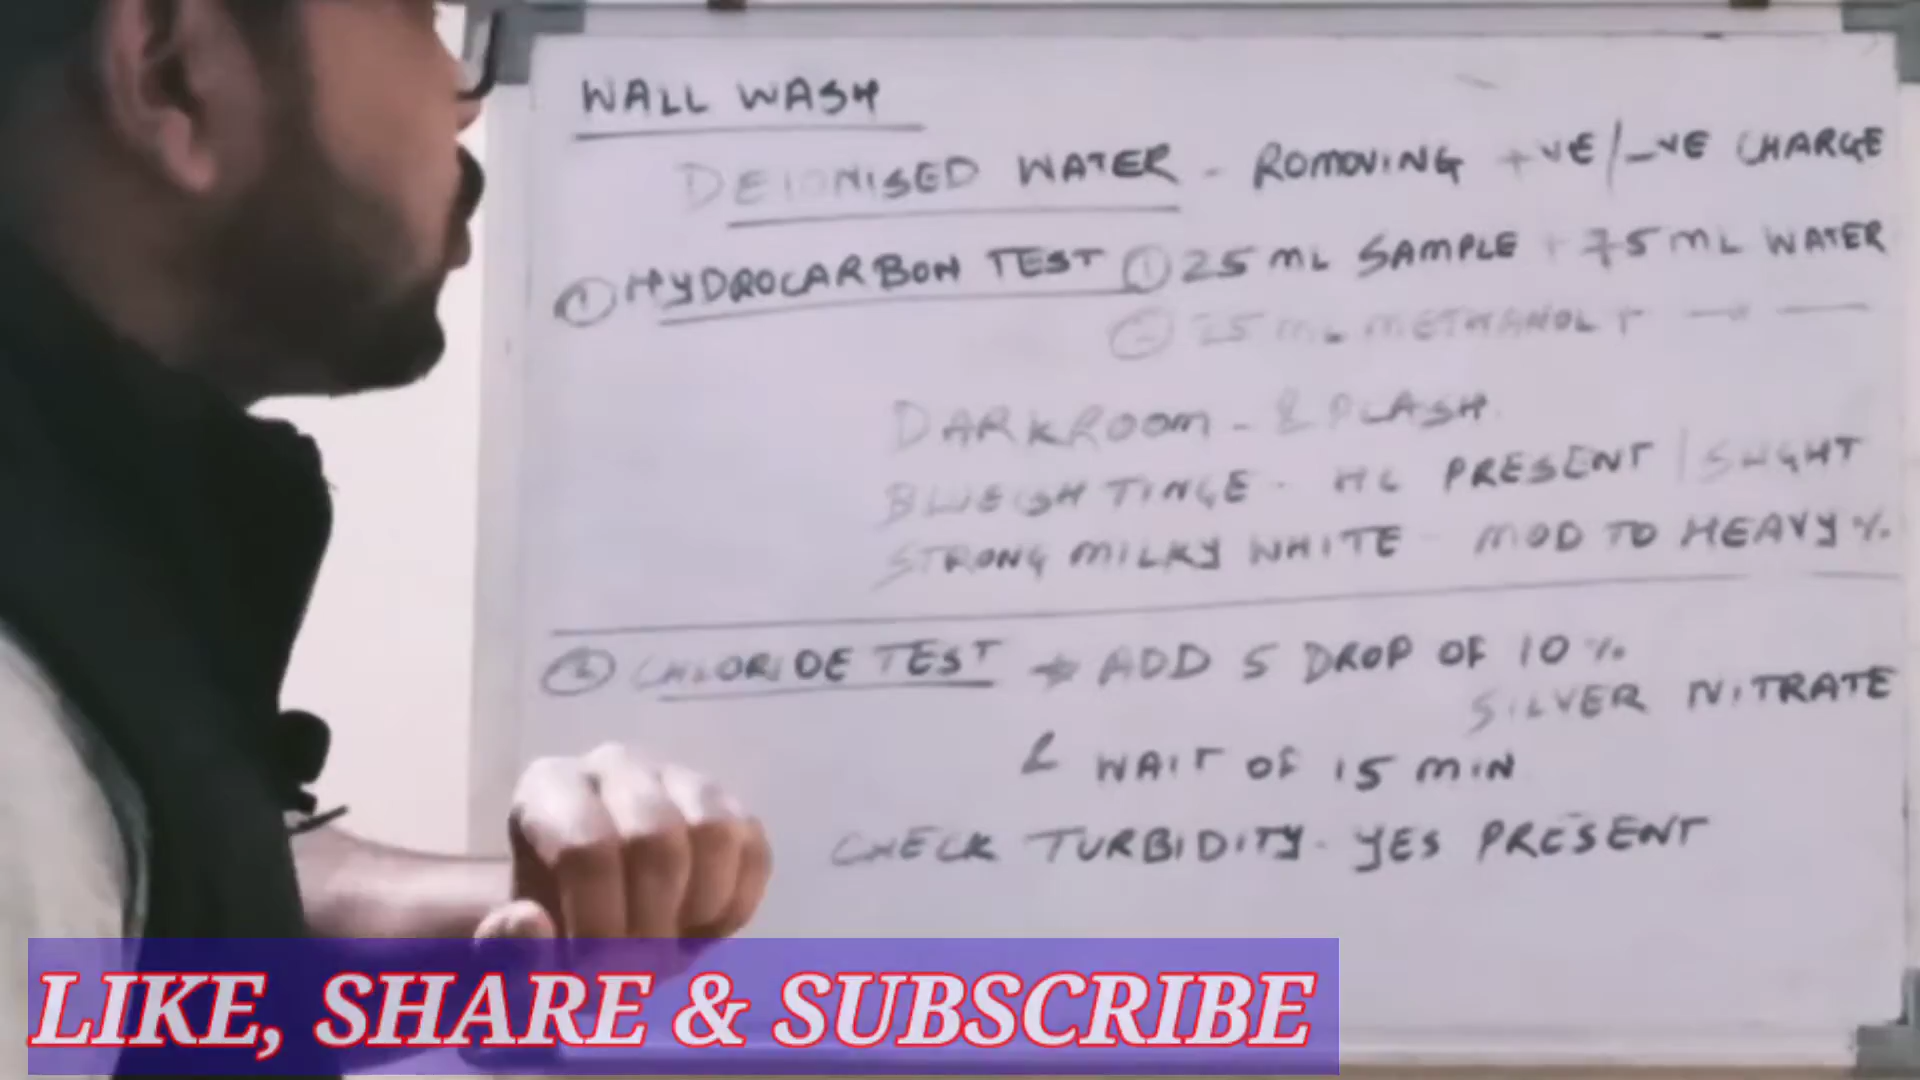 WALL WASH
DEIONISED WATER - ROMOVING +VE/-VE CHARGE
① HYDROCARBON TEST ① 25 ML SAMPLE + 75 ML WATER
② 25 ML METHANOL + — " —
DARKROOM - & FLASH.
BLUEISH TINGE - HC PRESENT / SLIGHT
STRONG MILKY WHITE - MOD TO HEAVY %
② CHLORIDE TEST → ADD 5 DROP OF 10%
SILVER NITRATE
& WAIT OF 15 MIN
CHECK TURBIDITY - YES PRESENT
LIKE, SHARE & SUBSCRIBE